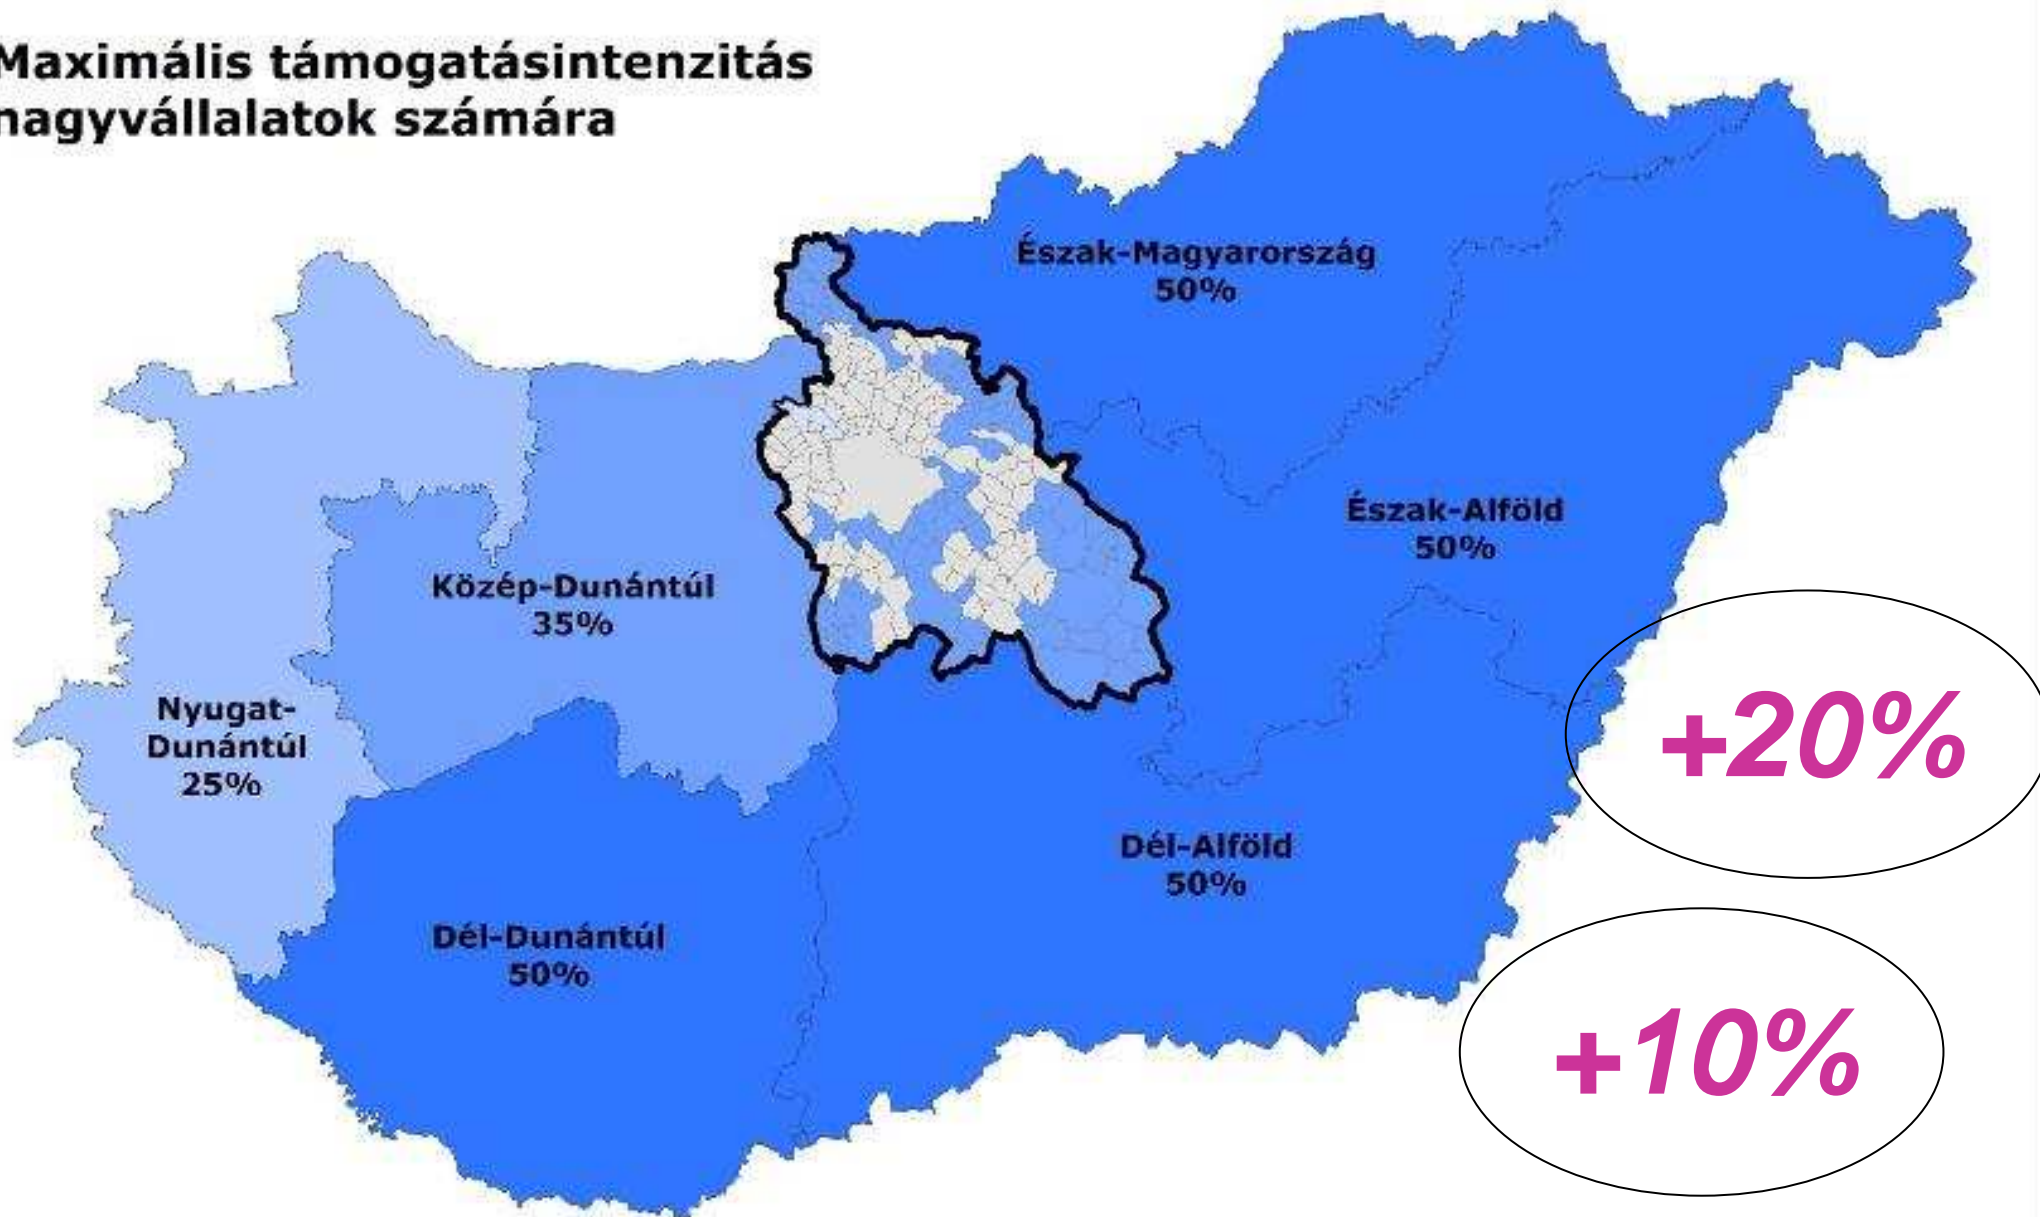 Maximális támogatásintenzitás
nagyvállalatok számára
Észak-Magyarország
50%
Észak-Alföld
50%
Közép-Dunántúl
35%
Nyugat-
Dunántúl
25%
+20%
Dél-Alföld
50%
Dél-Dunántúl
50%
+10%